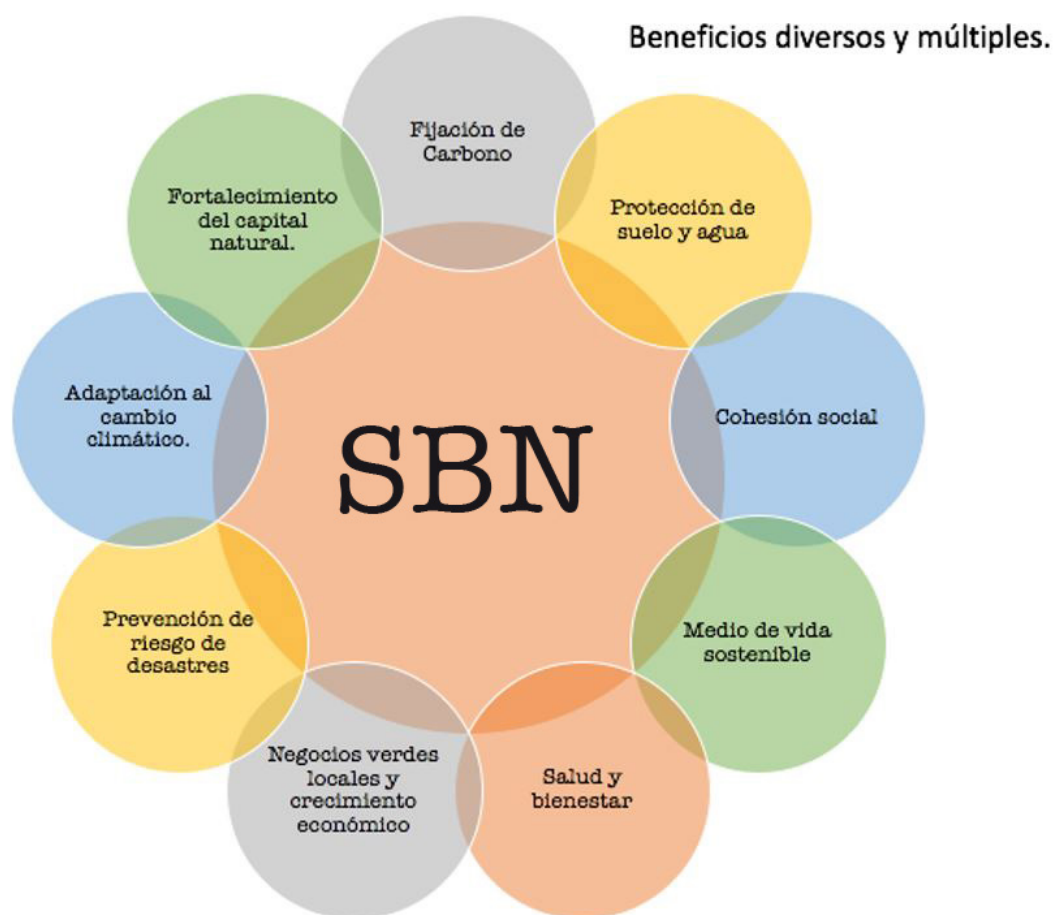 Beneficios diversos y múltiples.
Fijación de
Carbono
Protección de
suelo y agua
Cohesión social
Medio de vida
sostenible
Salud y
bienestar
Negocios verdes
locales y
crecimiento
económico
Prevención de
riesgo de
desastres
Adaptación al
cambio
climático.
Fortalecimiento
del capital
natural.
SBN